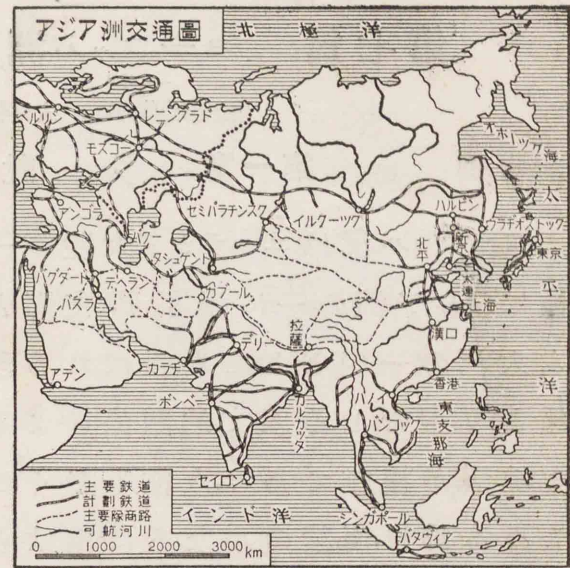 アジア洲交通圖
北極洋
ベルリン
レニングラド
モスコー
オホーツク海
太平洋
アンゴラ
セミパラチンスク
イルクーツク
ハルビン
ウラヂオストック
バクー
タシュケント
北平
大連
東京
バグダード
テヘラン
カブール
バスラ
上海
拉薩
デリー
漢口
カラチ
アデン
ボンベー
カルカッタ
香港
ハノイ
バンコック
東支那海
セイロン
インド洋
シンガポール
バタヴィア
主要鉄道
計劃鉄道
主要隊商路
可航河川
0 1000 2000 3000 km